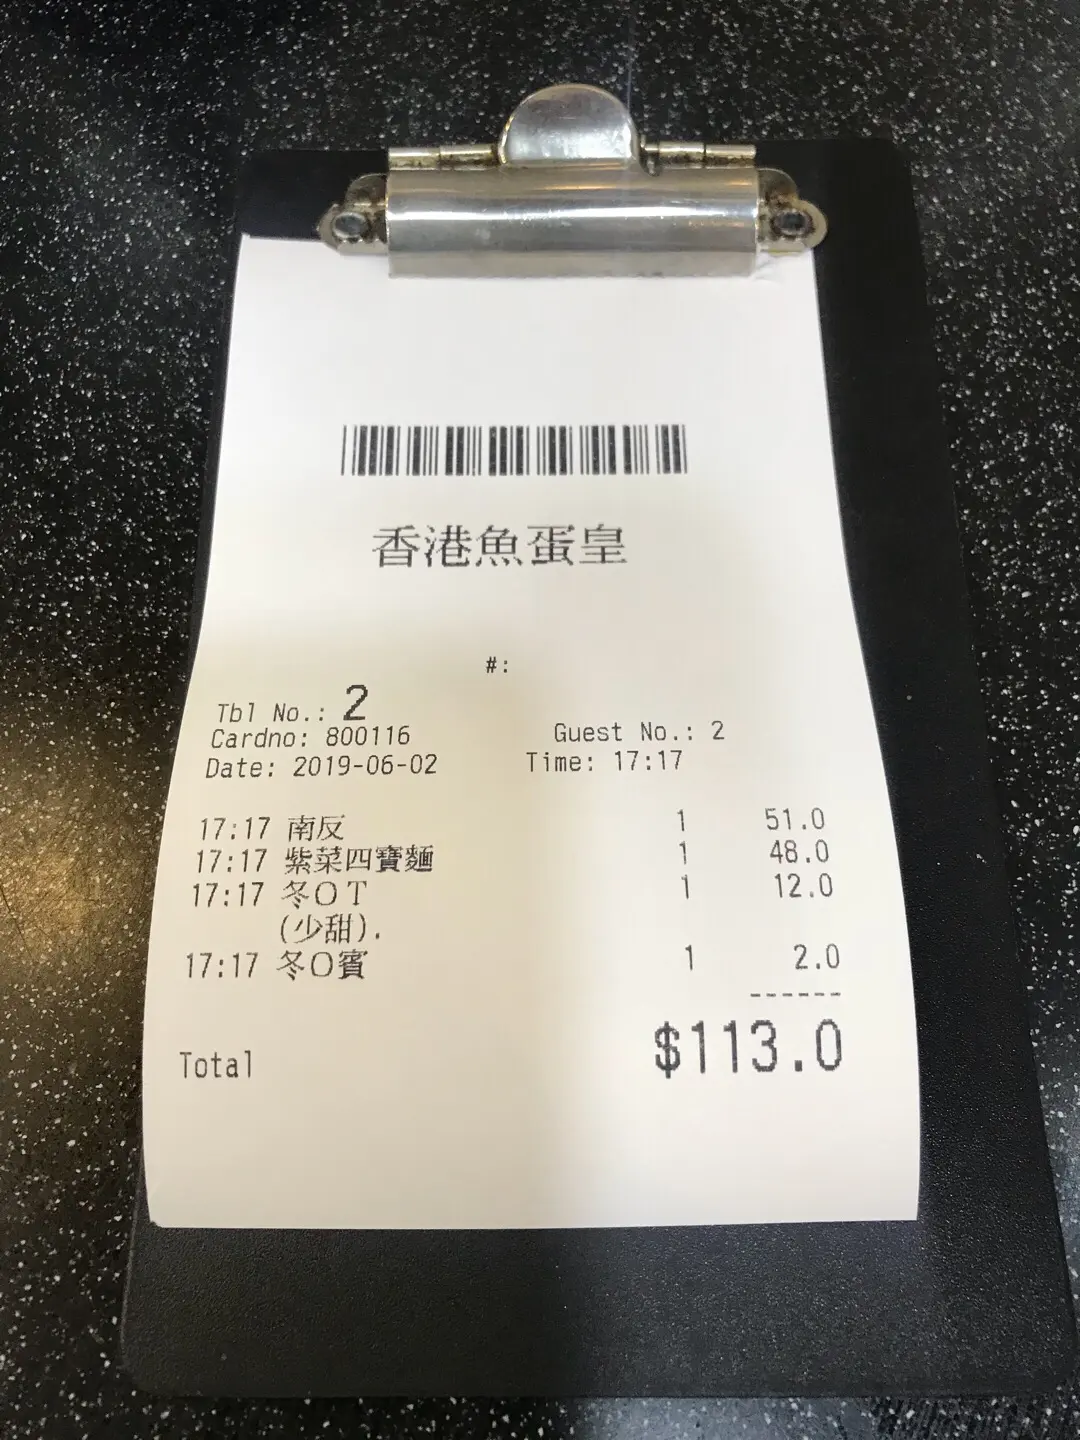 香港魚蛋皇
#:
Tbl No.: 2
Cardno: 800116 Guest No.: 2
Date: 2019-06-02 Time: 17:17
17:17 南反 1 51.0
17:17 紫菜四寶麵 1 48.0
17:17 冬OT 1 12.0
(少甜).
17:17 冬O賓 1 2.0
------
Total $113.0